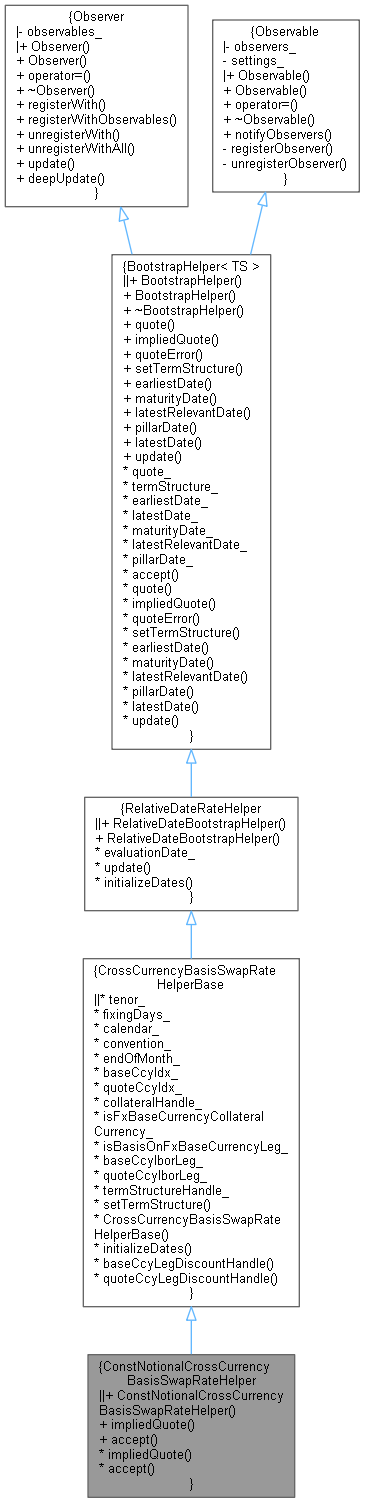 {Observer
|- observables_
|+ Observer()
+ Observer()
+ operator=()
+ ~Observer()
+ registerWith()
+ registerWithObservables()
+ unregisterWith()
+ unregisterWithAll()
+ update()
+ deepUpdate()
}
{Observable
|- observers_
- settings_
|+ Observable()
+ Observable()
+ operator=()
+ ~Observable()
+ notifyObservers()
- registerObserver()
- unregisterObserver()
}
{BootstrapHelper< TS >
||+ BootstrapHelper()
+ BootstrapHelper()
+ ~BootstrapHelper()
+ quote()
+ impliedQuote()
+ quoteError()
+ setTermStructure()
+ earliestDate()
+ maturityDate()
+ latestRelevantDate()
+ pillarDate()
+ latestDate()
+ update()
* quote_
* termStructure_
* earliestDate_
* latestDate_
* maturityDate_
* latestRelevantDate_
* pillarDate_
* accept()
* quote()
* impliedQuote()
* quoteError()
* setTermStructure()
* earliestDate()
* maturityDate()
* latestRelevantDate()
* pillarDate()
* latestDate()
* update()
}
{RelativeDateRateHelper
||+ RelativeDateBootstrapHelper()
+ RelativeDateBootstrapHelper()
* evaluationDate_
* update()
* initializeDates()
}
{CrossCurrencyBasisSwapRate
HelperBase
||* tenor_
* fixingDays_
* calendar_
* convention_
* endOfMonth_
* baseCcyIdx_
* quoteCcyIdx_
* collateralHandle_
* isFxBaseCurrencyCollateral
Currency_
* isBasisOnFxBaseCurrencyLeg_
* baseCcyIborLeg_
* quoteCcyIborLeg_
* termStructureHandle_
* setTermStructure()
* CrossCurrencyBasisSwapRate
HelperBase()
* initializeDates()
* baseCcyLegDiscountHandle()
* quoteCcyLegDiscountHandle()
}
{ConstNotionalCrossCurrency
BasisSwapRateHelper
||+ ConstNotionalCrossCurrency
BasisSwapRateHelper()
+ impliedQuote()
+ accept()
* impliedQuote()
* accept()
}